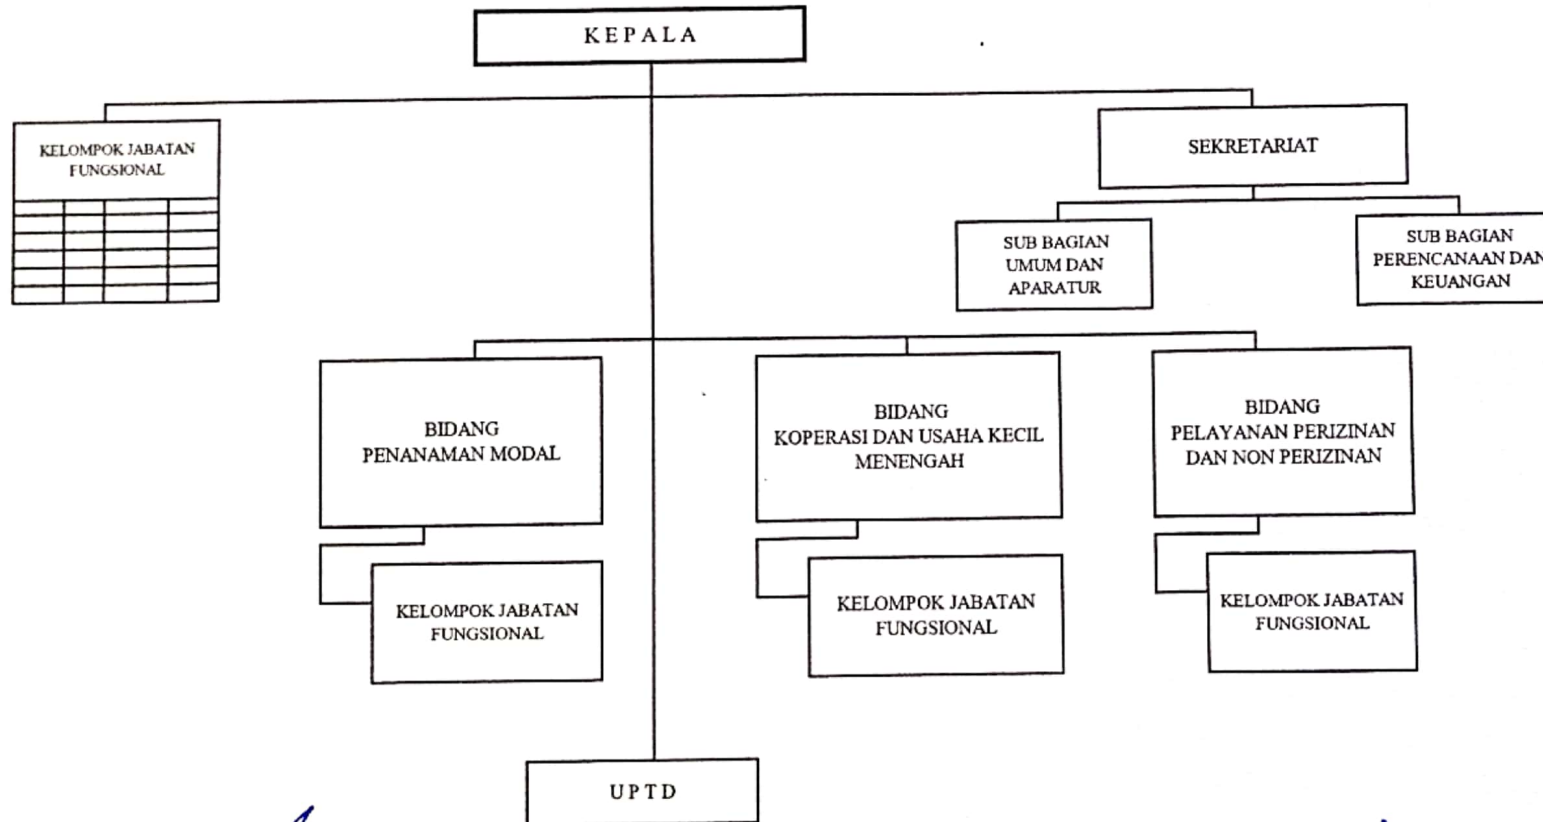 KEPALA
KELOMPOK JABATAN
FUNGSIONAL
SEKRETARIAT
SUB BAGIAN
UMUM DAN
APARATUR
SUB BAGIAN
PERENCANAAN DAN
KEUANGAN
BIDANG
PENANAMAN MODAL
BIDANG
KOPERASI DAN USAHA KECIL
MENENGAH
BIDANG
PELAYANAN PERIZINAN
DAN NON PERIZINAN
KELOMPOK JABATAN
FUNGSIONAL
KELOMPOK JABATAN
FUNGSIONAL
KELOMPOK JABATAN
FUNGSIONAL
UPTD